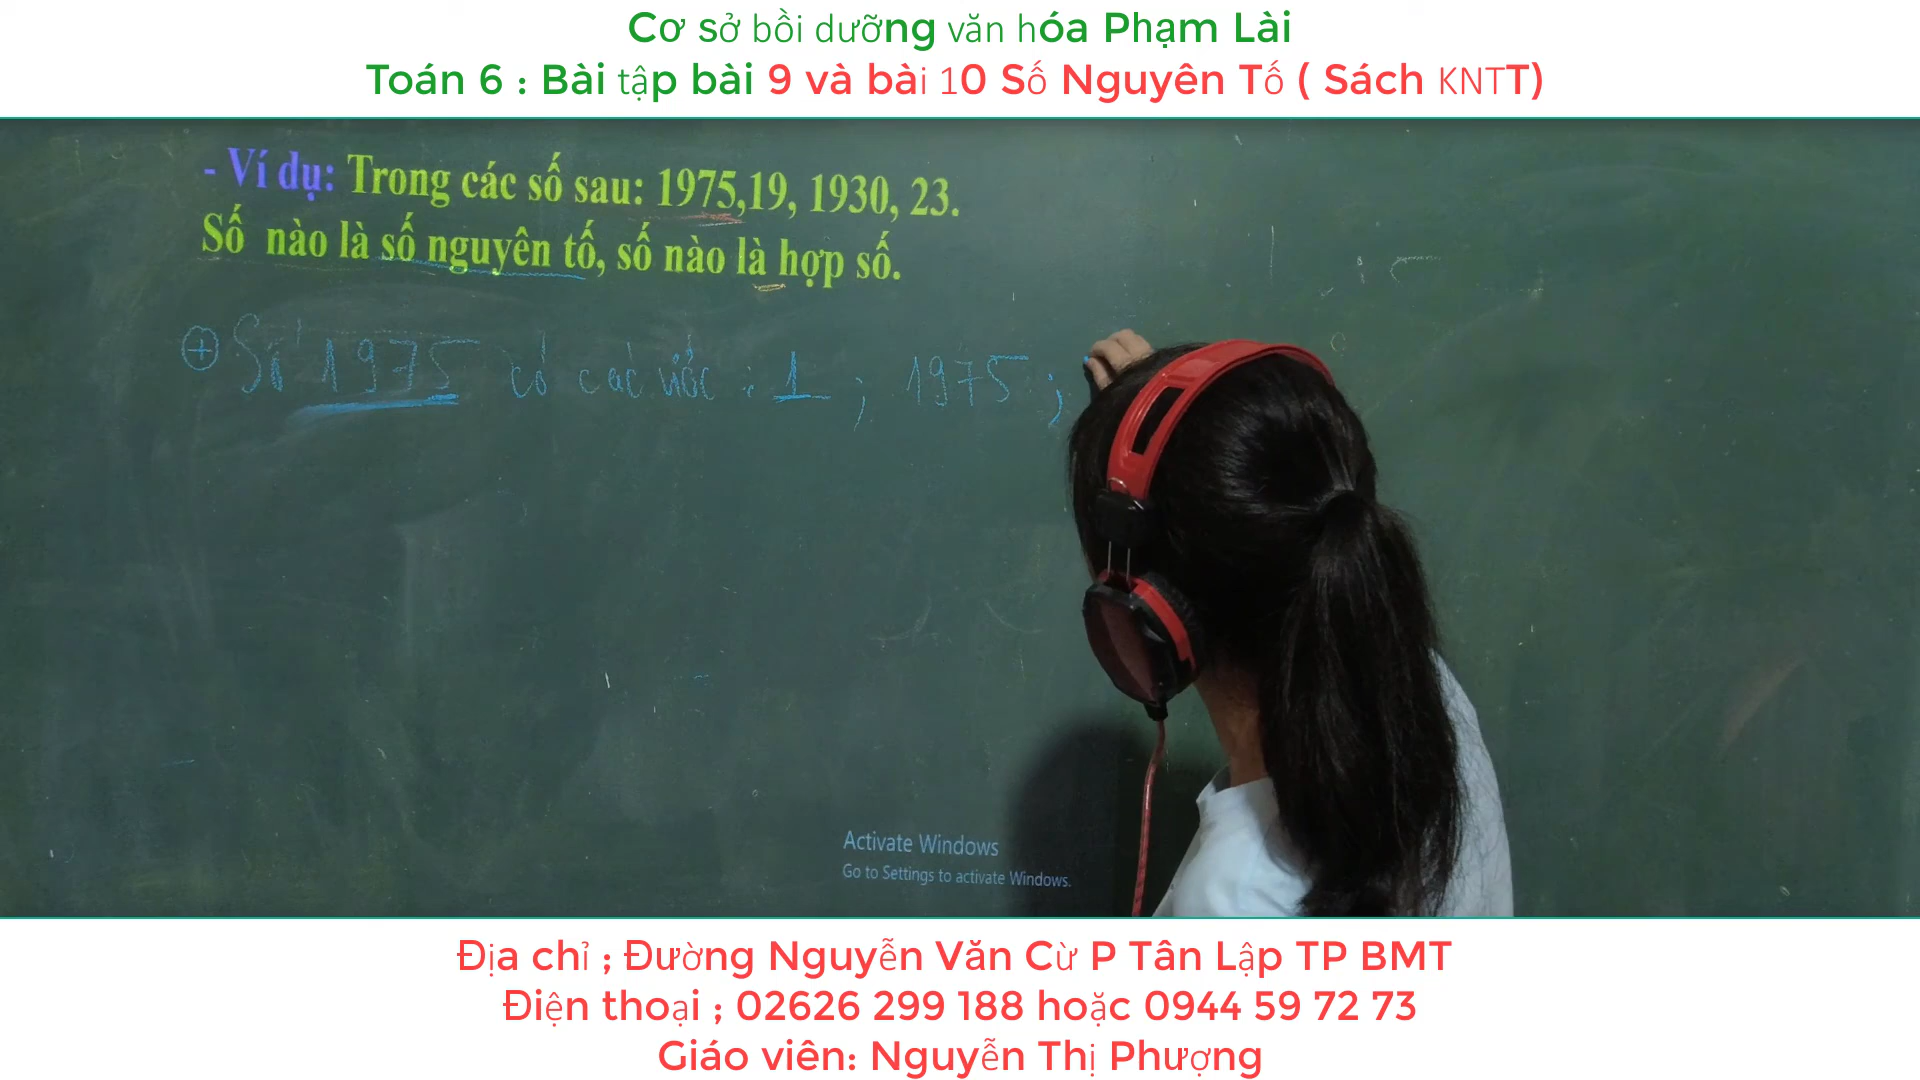 Cơ sở bồi dưỡng văn hóa Phạm Lài
Toán 6 : Bài tập bài 9 và bài 10 Số Nguyên Tố ( Sách KNTT)
- Ví dụ: Trong các số sau: 1975,19, 1930, 23.
Số nào là số nguyên tố, số nào là hợp số.
⊕ Số 1975 có các ước : 1 ; 1975 ;
Activate Windows
Go to Settings to activate Windows.
Địa chỉ ; Đường Nguyễn Văn Cừ P Tân Lập TP BMT
Điện thoại ; 02626 299 188 hoặc 0944 59 72 73
Giáo viên: Nguyễn Thị Phượng